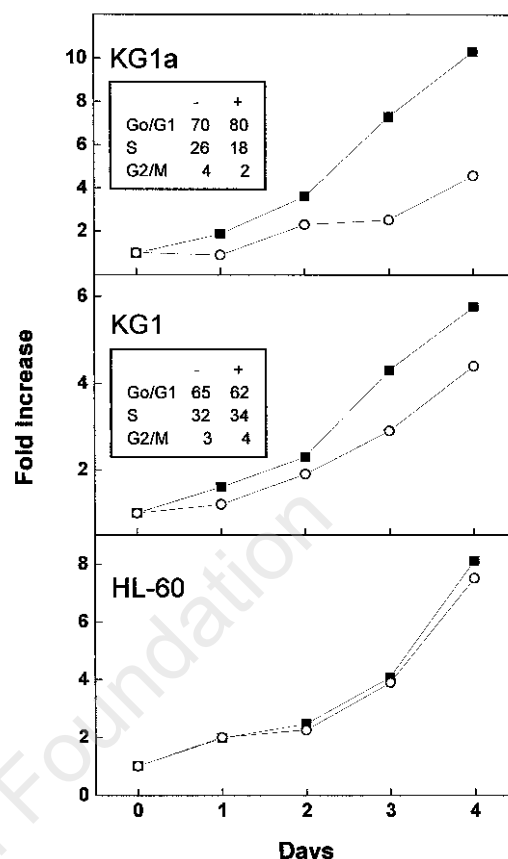 KG1a
- +
Go/G1 70 80
S 26 18
G2/M 4 2
10
8
6
4
2
KG1
- +
Go/G1 65 62
S 32 34
G2/M 3 4
6
4
2
Fold Increase
HL-60
8
6
4
2
0
0 1 2 3 4
Days
Foundation